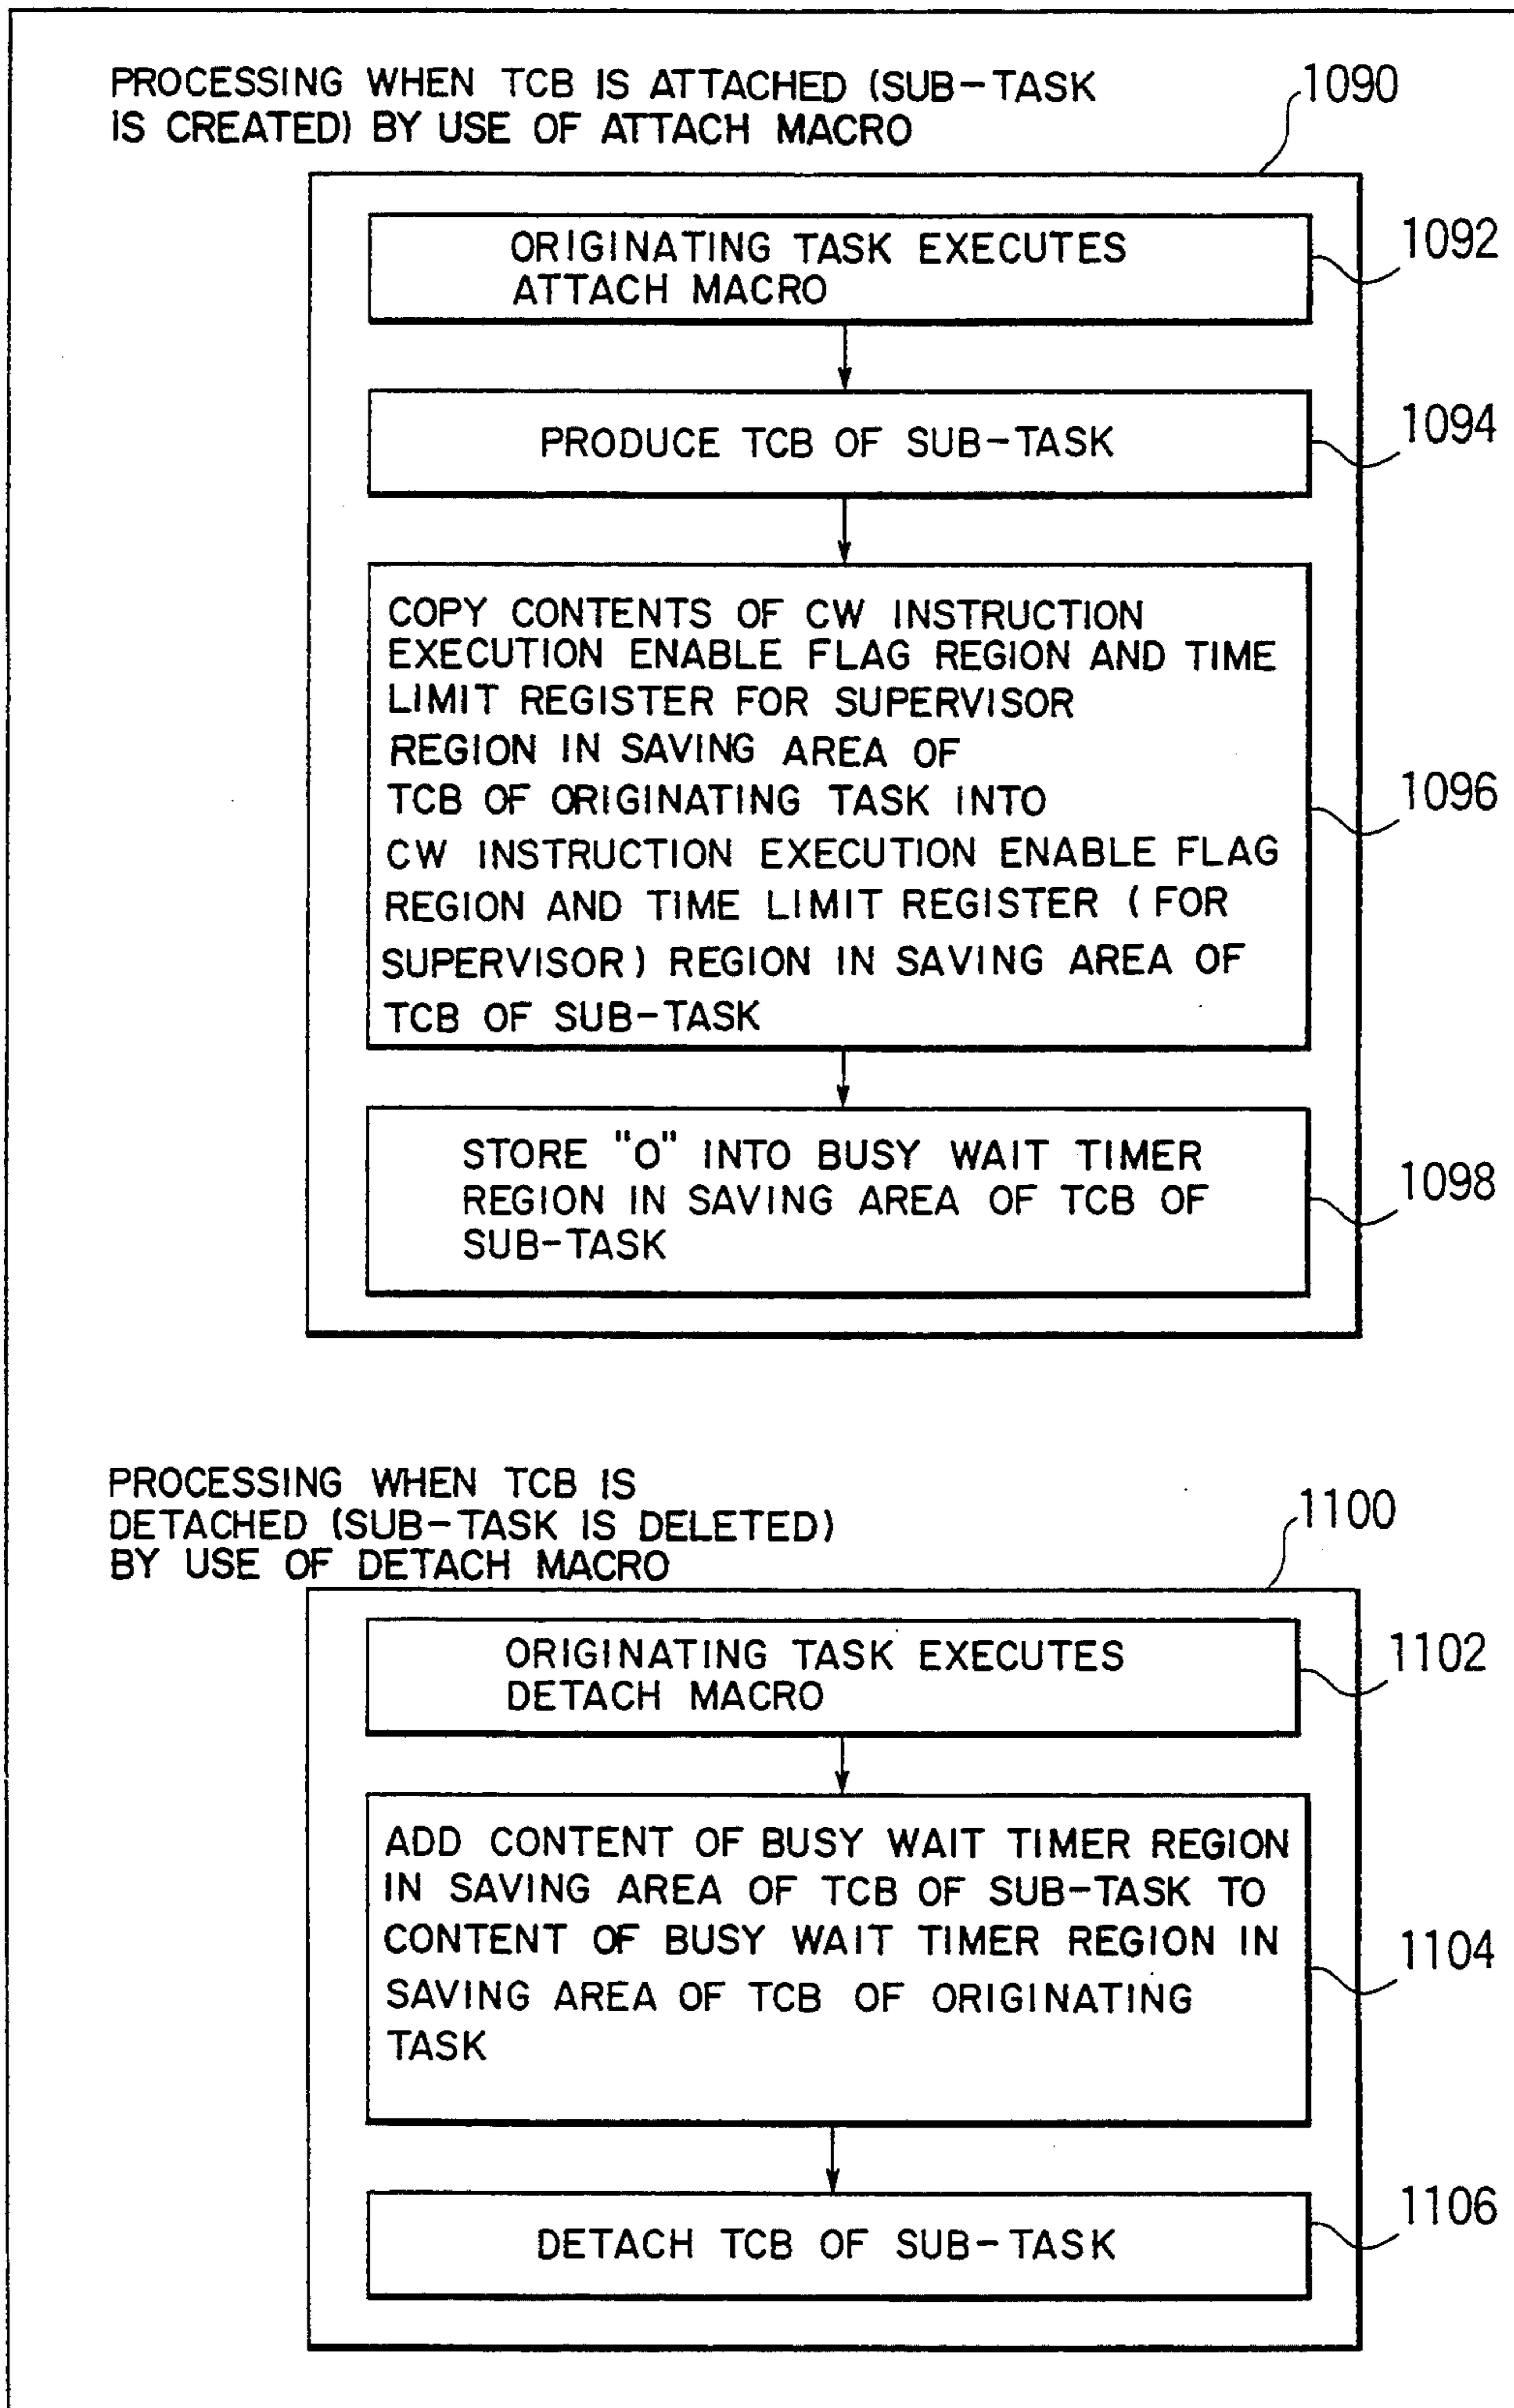 PROCESSING WHEN TCB IS ATTACHED (SUB-TASK
IS CREATED) BY USE OF ATTACH MACRO
1090
ORIGINATING TASK EXECUTES
ATTACH MACRO
1092
PRODUCE TCB OF SUB-TASK
1094
COPY CONTENTS OF CW INSTRUCTION
EXECUTION ENABLE FLAG REGION AND TIME
LIMIT REGISTER FOR SUPERVISOR
REGION IN SAVING AREA OF
TCB OF ORIGINATING TASK INTO
CW INSTRUCTION EXECUTION ENABLE FLAG
REGION AND TIME LIMIT REGISTER (FOR
SUPERVISOR) REGION IN SAVING AREA OF
TCB OF SUB-TASK
1096
STORE "0" INTO BUSY WAIT TIMER
REGION IN SAVING AREA OF TCB OF
SUB-TASK
1098
PROCESSING WHEN TCB IS
DETACHED (SUB-TASK IS DELETED)
BY USE OF DETACH MACRO
1100
ORIGINATING TASK EXECUTES
DETACH MACRO
1102
ADD CONTENT OF BUSY WAIT TIMER REGION
IN SAVING AREA OF TCB OF SUB-TASK TO
CONTENT OF BUSY WAIT TIMER REGION IN
SAVING AREA OF TCB OF ORIGINATING
TASK
1104
DETACH TCB OF SUB-TASK
1106